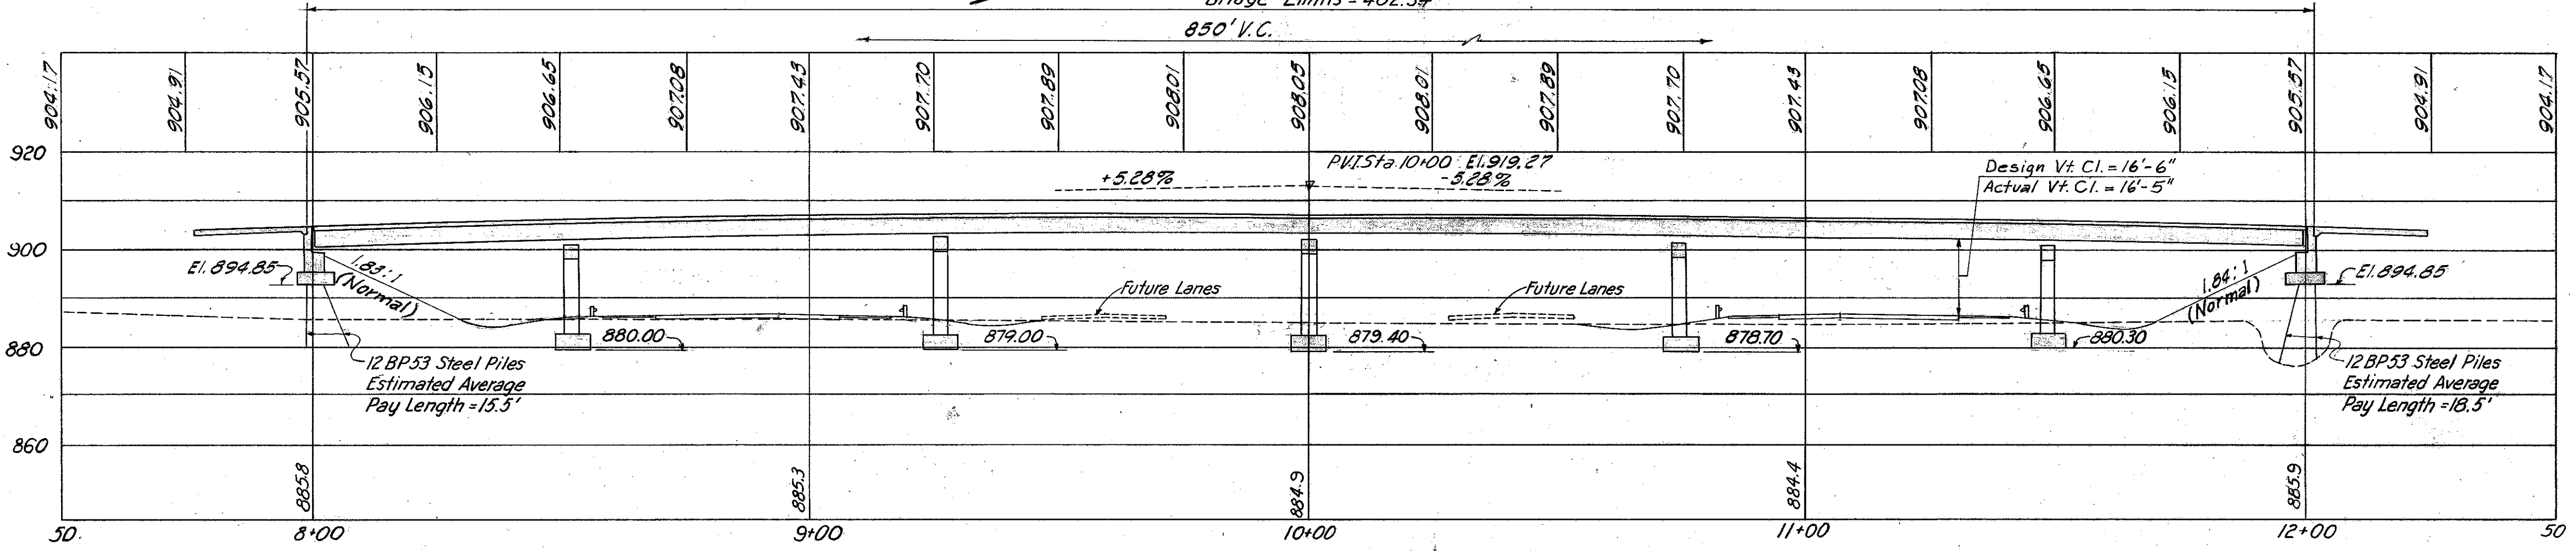 Bridge Limits = 402.54
850' V.C.
904.17
904.91
905.57
906.15
906.65
907.08
907.43
907.70
907.89
908.01
908.05
908.01
907.89
907.70
907.43
907.08
906.65
906.15
905.57
904.91
904.17
920
P.V.I. Sta. 10+00 El. 919.27
+5.28%
-5.28%
Design Vt. Cl. = 16'-6"
Actual Vt. Cl. = 16'-5"
900
El. 894.85
1.83:1
(Normal)
Future Lanes
Future Lanes
1.84:1
(Normal)
El. 894.85
880
880.00
879.00
879.40
878.70
880.30
12 BP53 Steel Piles
Estimated Average
Pay Length = 15.5'
12 BP53 Steel Piles
Estimated Average
Pay Length = 18.5'
860
885.8
885.3
884.9
884.4
885.9
50
8+00
9+00
10+00
11+00
12+00
50